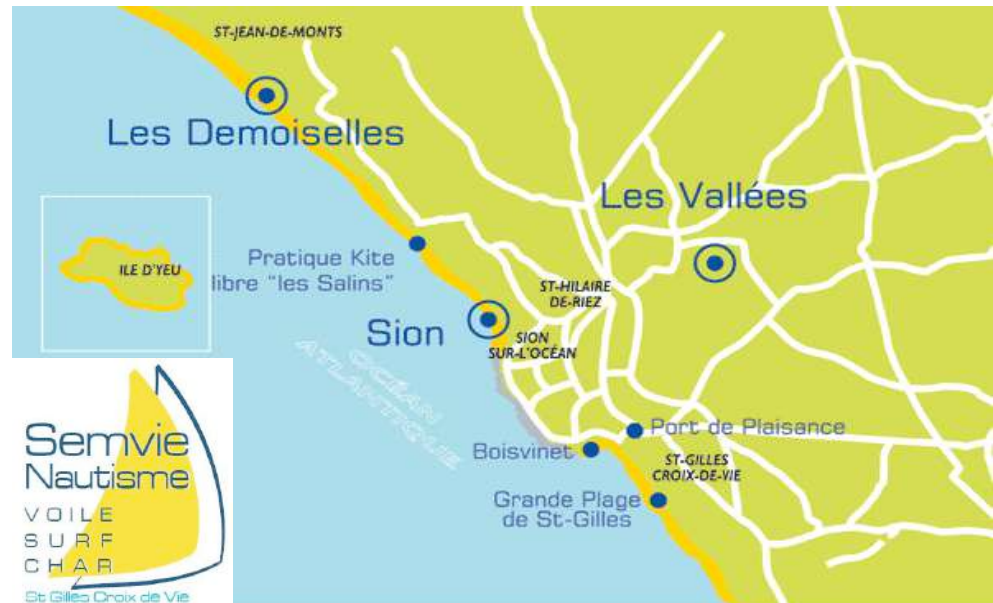 ST-JEAN-DE-MONTS
Les Demoiselles
Les Vallées
Pratique Kite
libre "les Salins"
ILE D'YEU
ST-HILAIRE
DE-RIEZ
Sion
SION
SUR-L'OCÉAN
OCÉAN
ATLANTIQUE
Port de Plaisance
Boisvinet
ST-GILLES
CROIX-DE-VIE
Grande Plage
de St-Gilles
Semvie
Nautisme
VOILE
SURF
CHAR
St Gilles Croix de Vie